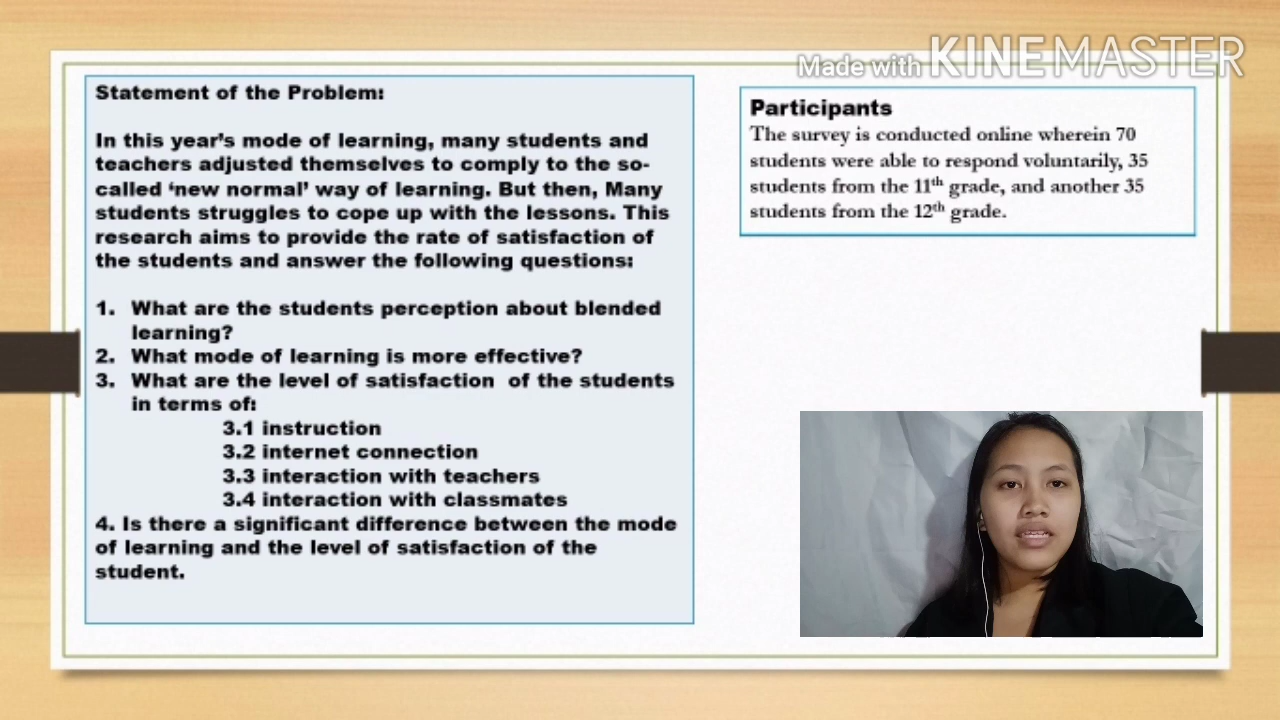 Made with KINEMASTER
Statement of the Problem:
In this year's mode of learning, many students and
teachers adjusted themselves to comply to the so-
called 'new normal' way of learning. But then, Many
students struggles to cope up with the lessons. This
research aims to provide the rate of satisfaction of
the students and answer the following questions:
1. What are the students perception about blended
learning?
2. What mode of learning is more effective?
3. What are the level of satisfaction of the students
in terms of:
3.1 instruction
3.2 internet connection
3.3 interaction with teachers
3.4 interaction with classmates
4. Is there a significant difference between the mode
of learning and the level of satisfaction of the
student.
Participants
The survey is conducted online wherein 70
students were able to respond voluntarily, 35
students from the 11th grade, and another 35
students from the 12th grade.